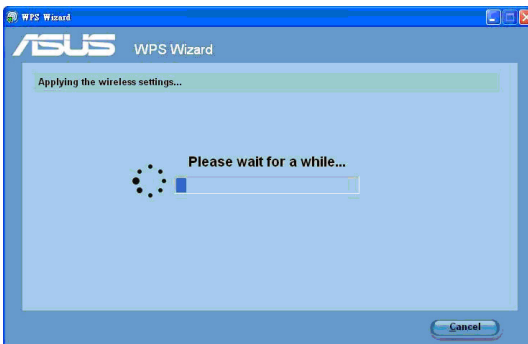 WPS Wizard
ASUS WPS Wizard
Applying the wireless settings...
Please wait for a while...
Cancel